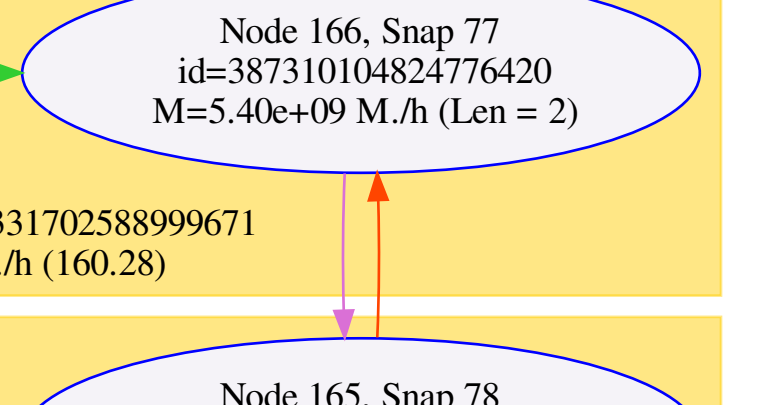 Node 166, Snap 77
id=387310104824776420
M=5.40e+09 M./h (Len = 2)
331702588999671
./h (160.28)
Node 165, Snap 78